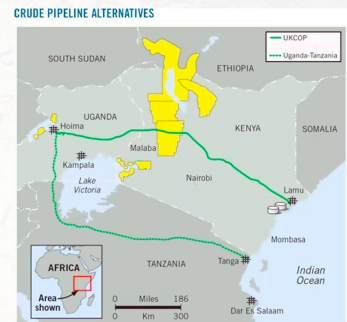 CRUDE PIPELINE ALTERNATIVES
UKCOP
Uganda-Tanzania
SOUTH SUDAN
ETHIOPIA
UGANDA
KENYA
SOMALIA
Hoima
Malaba
Kampala
Lake
Victoria
Nairobi
Lamu
Mombasa
AFRICA
Area
shown
TANZANIA
Tanga
Indian
Ocean
0 Miles 186
0 Km 300
Dar Es Salaam